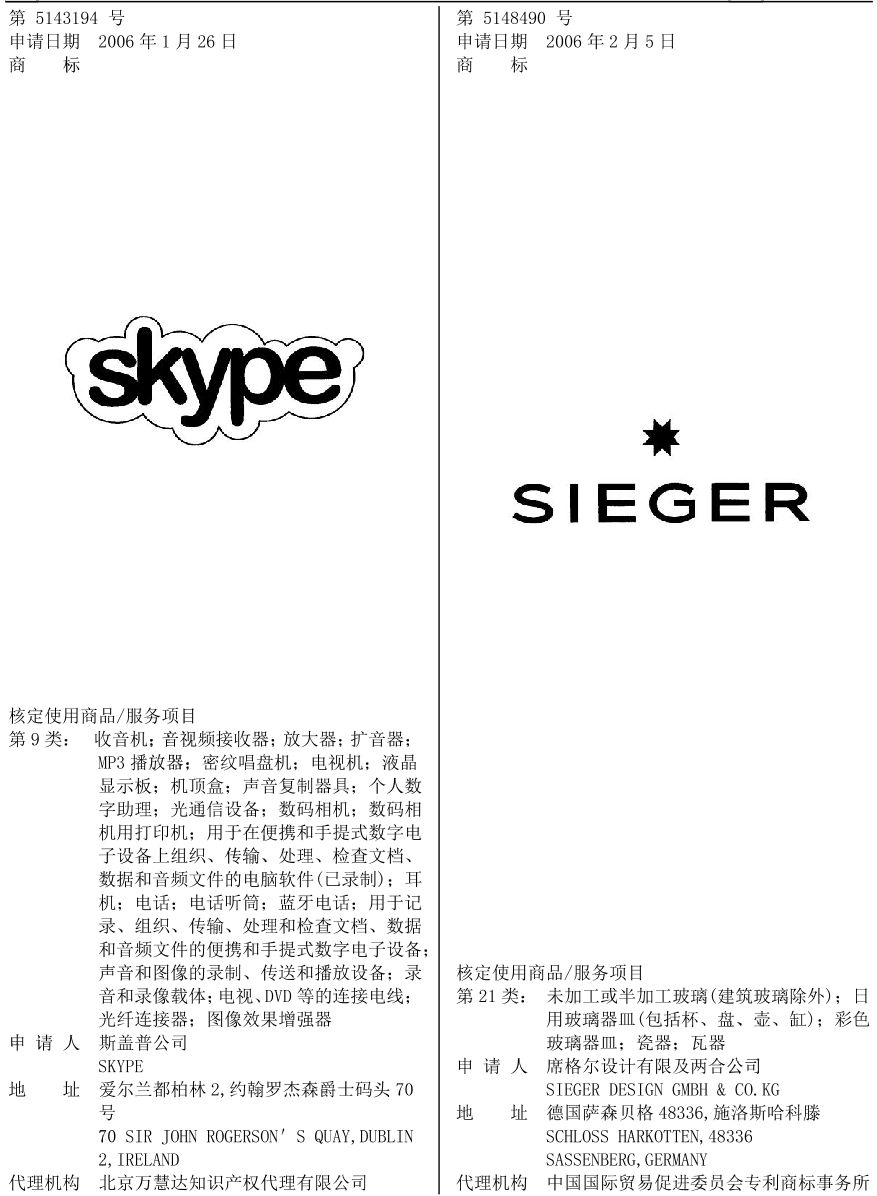 第 5143194 号
申请日期 2006 年 1 月 26 日
商 标
skype
核定使用商品/服务项目
第 9 类： 收音机；音视频接收器；放大器；扩音器；
MP3 播放器；密纹唱盘机；电视机；液晶
显示板；机顶盒；声音复制器具；个人数
字助理；光通信设备；数码相机；数码相
机用打印机；用于在便携和手提式数字电
子设备上组织、传输、处理、检查文档、
数据和音频文件的电脑软件(已录制)；耳
机；电话；电话听筒；蓝牙电话；用于记
录、组织、传输、处理和检查文档、数据
和音频文件的便携和手提式数字电子设备；
声音和图像的录制、传送和播放设备；录
音和录像载体；电视、DVD 等的连接电线；
光纤连接器；图像效果增强器
申 请 人 斯盖普公司
SKYPE
地 址 爱尔兰都柏林 2,约翰罗杰森爵士码头 70
号
70 SIR JOHN ROGERSON′S QUAY,DUBLIN
2,IRELAND
代理机构 北京万慧达知识产权代理有限公司
第 5148490 号
申请日期 2006 年 2 月 5 日
商 标
SIEGER
核定使用商品/服务项目
第 21 类： 未加工或半加工玻璃(建筑玻璃除外)；日
用玻璃器皿(包括杯、盘、壶、缸)；彩色
玻璃器皿；瓷器；瓦器
申 请 人 席格尔设计有限及两合公司
SIEGER DESIGN GMBH & CO.KG
地 址 德国萨森贝格 48336,施洛斯哈科滕
SCHLOSS HARKOTTEN,48336
SASSENBERG,GERMANY
代理机构 中国国际贸易促进委员会专利商标事务所